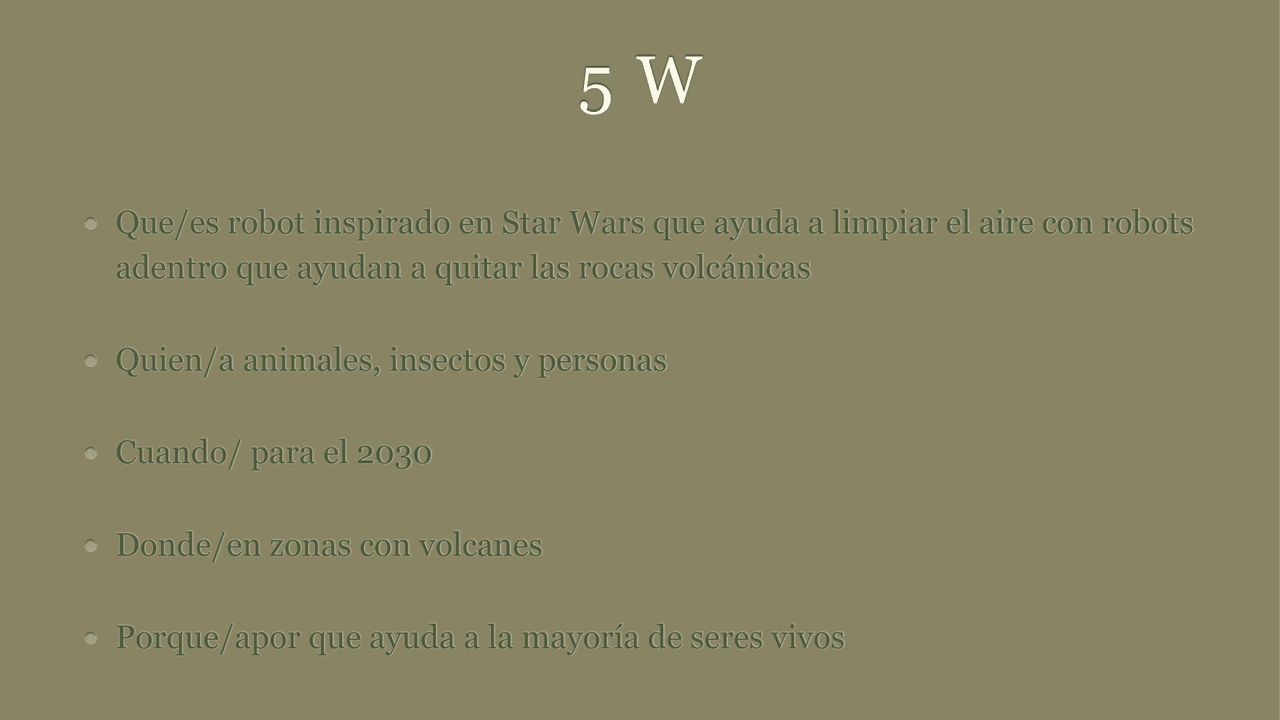 5 W
Que/es robot inspirado en Star Wars que ayuda a limpiar el aire con robots
adentro que ayudan a quitar las rocas volcánicas
Quien/a animales, insectos y personas
Cuando/ para el 2030
Donde/en zonas con volcanes
Porque/apor que ayuda a la mayoría de seres vivos